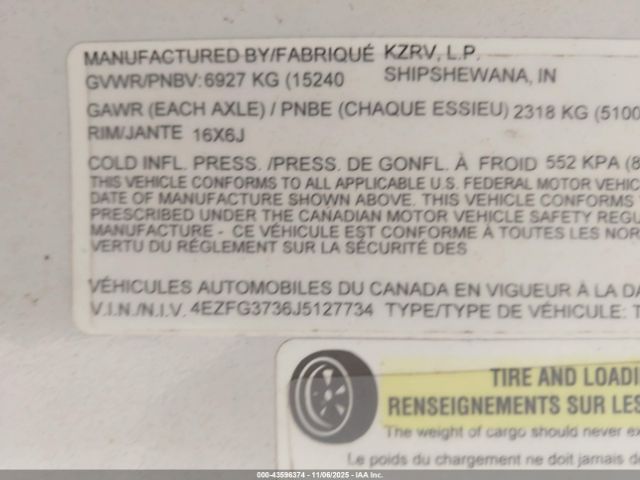 MANUFACTURED BY/FABRIQUÉ KZRV, L.P.
GVWR/PNBV: 6927 KG (15240 SHIPSHEWANA, IN
GAWR (EACH AXLE) / PNBE (CHAQUE ESSIEU) 2318 KG (5100
RIM/JANTE 16X6J
COLD INFL. PRESS. /PRESS. DE GONFL. À FROID 552 KPA (8
THIS VEHICLE CONFORMS TO ALL APPLICABLE U.S. FEDERAL MOTOR VEHIC
DATE OF MANUFACTURE SHOWN ABOVE. THIS VEHICLE CONFORMS
PRESCRIBED UNDER THE CANADIAN MOTOR VEHICLE SAFETY REGU
MANUFACTURE - CE VÉHICULE EST CONFORME À TOUTES LES NOR
VERTU DU RÉGLEMENT SUR LA SÉCURITÉ DES
VÉHICULES AUTOMOBILES DU CANADA EN VIGUEUR À LA DA
V.I.N./N.I.V. 4EZFG3736J5127734 TYPE/TYPE DE VÉHICULE: T
TIRE AND LOADI
RENSEIGNEMENTS SUR LES
The weight of cargo should never ex
Le poids du chargement ne doit jamais d
000-43596374 - 11/06/2025 - IAA Inc.